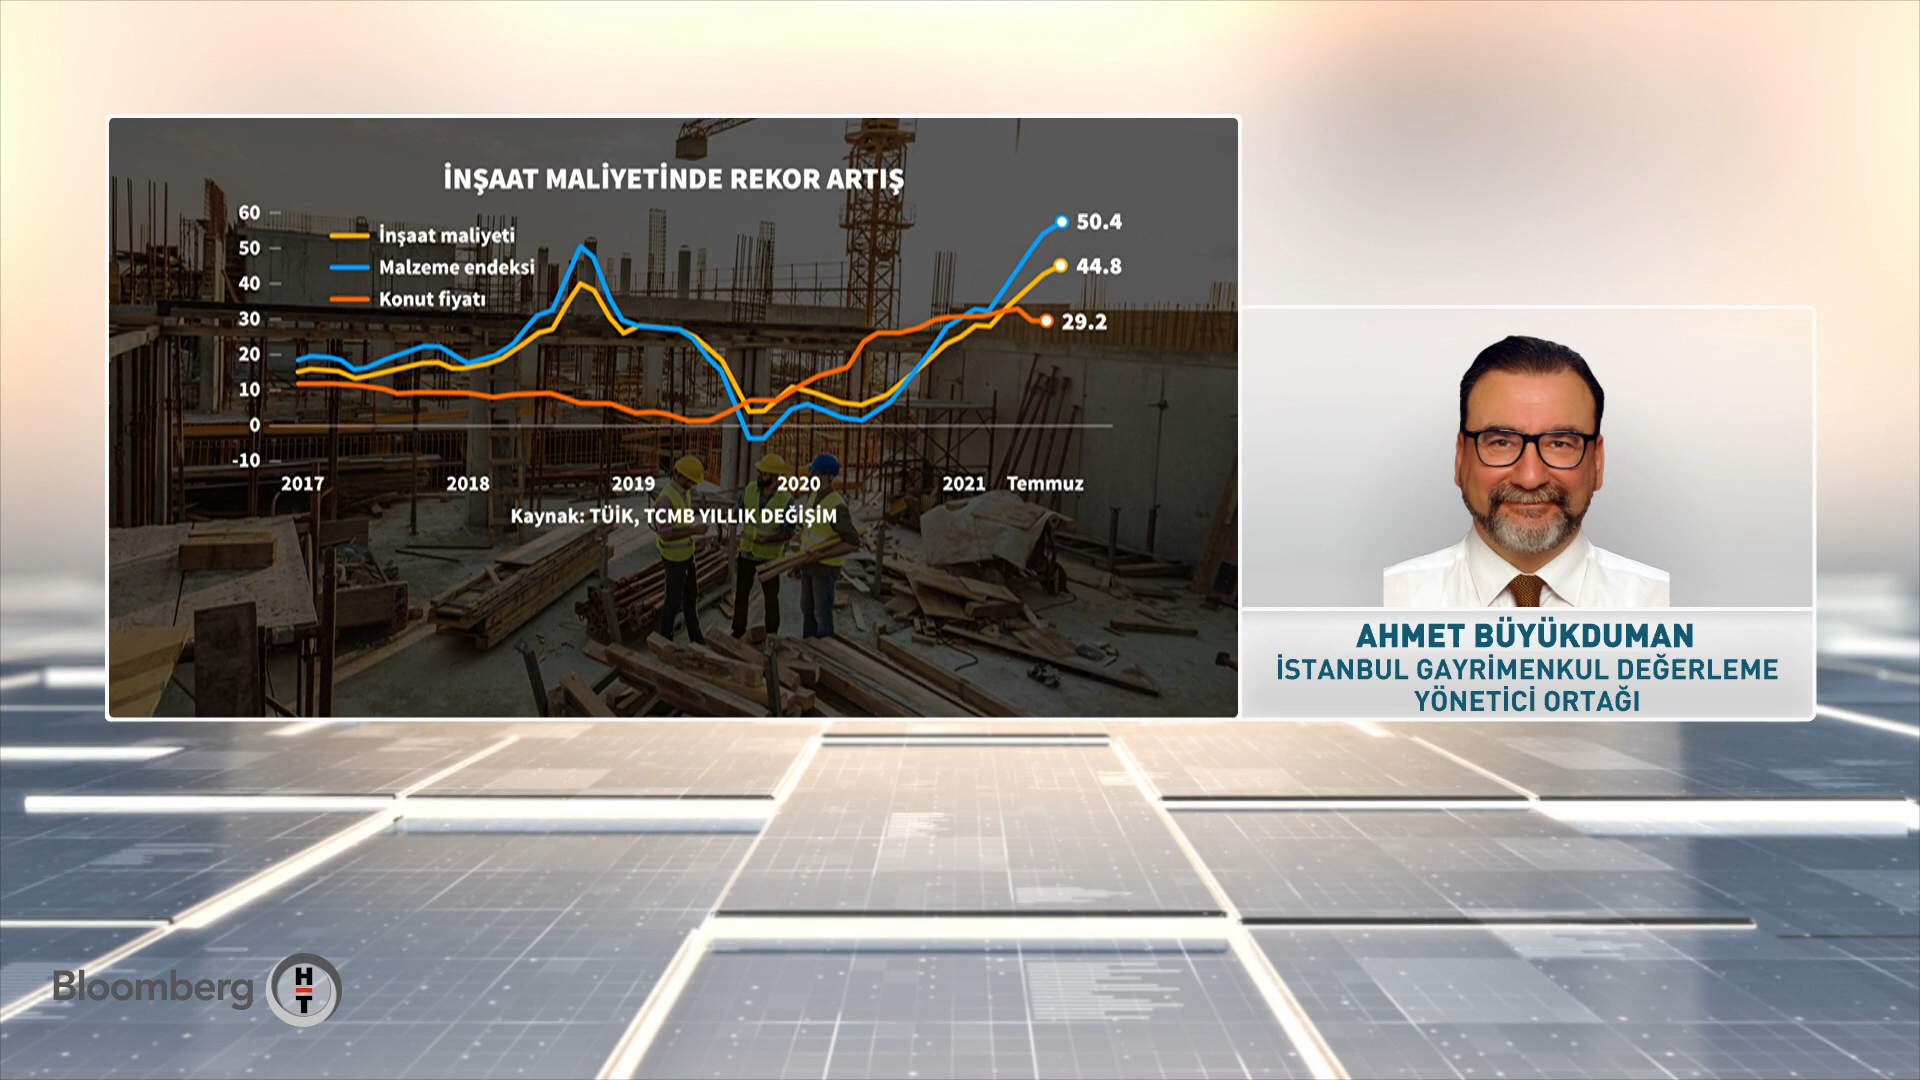 İNŞAAT MALİYETİNDE REKOR ARTIŞ
60
50
40
30
20
10
0
-10
İnşaat maliyeti
Malzeme endeksi
Konut fiyatı
50.4
44.8
29.2
2017 2018 2019 2020 2021 Temmuz
Kaynak: TÜİK, TCMB YILLIK DEĞİŞİM
AHMET BÜYÜKDUMAN
İSTANBUL GAYRİMENKUL DEĞERLEME
YÖNETİCİ ORTAĞI
Bloomberg HT